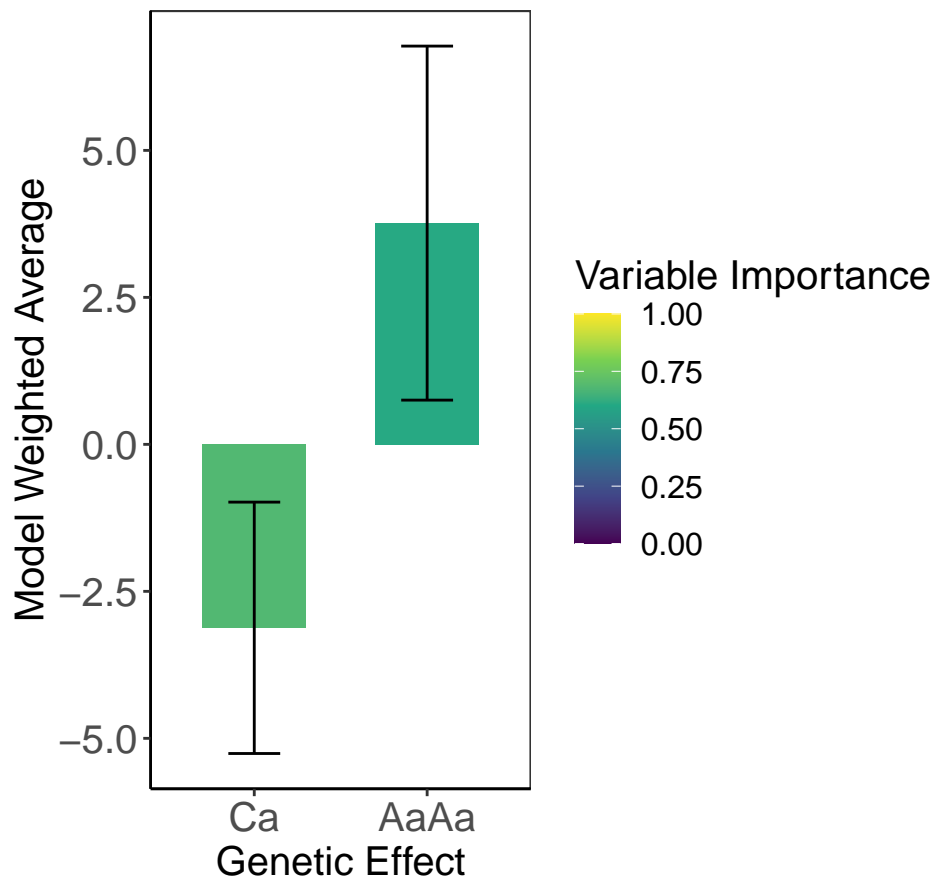 Model Weighted Average
5.0
2.5
0.0
−2.5
−5.0
Ca AaAa
Genetic Effect
Variable Importance
1.00
0.75
0.50
0.25
0.00